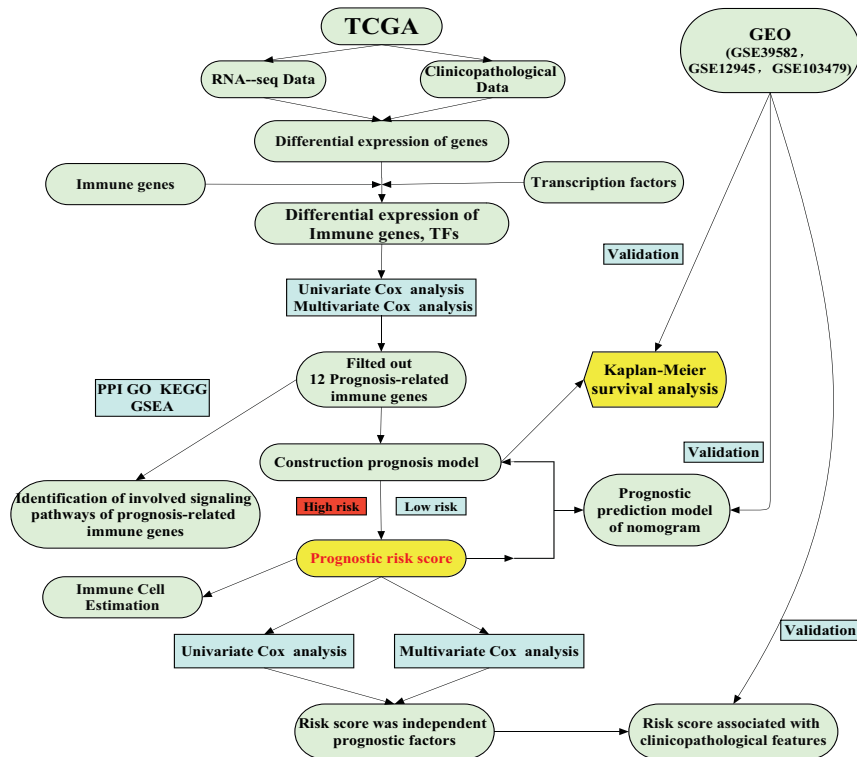 TCGA
GEO
(GSE39582,
GSE12945, GSE103479)
RNA--seq Data
Clinicopathological
Data
Differential expression of genes
Immune genes
Transcription factors
Differential expression of
Immune genes, TFs
Validation
Univariate Cox analysis
Multivariate Cox analysis
Filted out
12 Prognosis-related
immune genes
Kaplan-Meier
survival analysis
PPI GO KEGG
GSEA
Construction prognosis model
Validation
Identification of involved signaling
pathways of prognosis-related
immune genes
High risk
Low risk
Prognostic
prediction model
of nomogram
Prognostic risk score
Immune Cell
Estimation
Validation
Univariate Cox analysis
Multivariate Cox analysis
Risk score was independent
prognostic factors
Risk score associated with
clinicopathological features